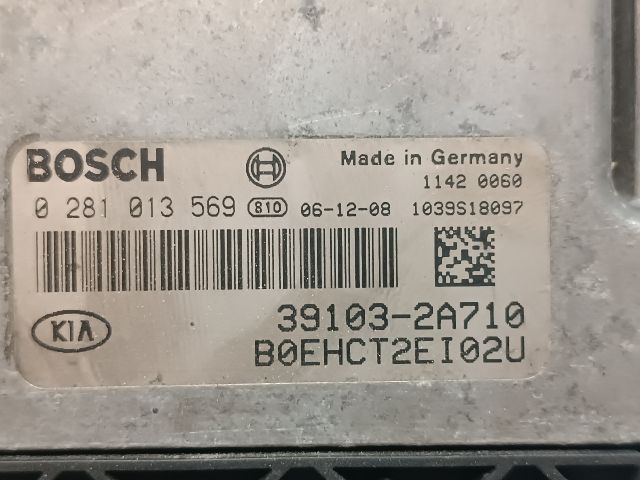 BOSCH
Made in Germany
1142 0060
0 281 013 569 810 06-12-08 1039S18097
KIA
39103-2A710
B0EHCT2EI02U